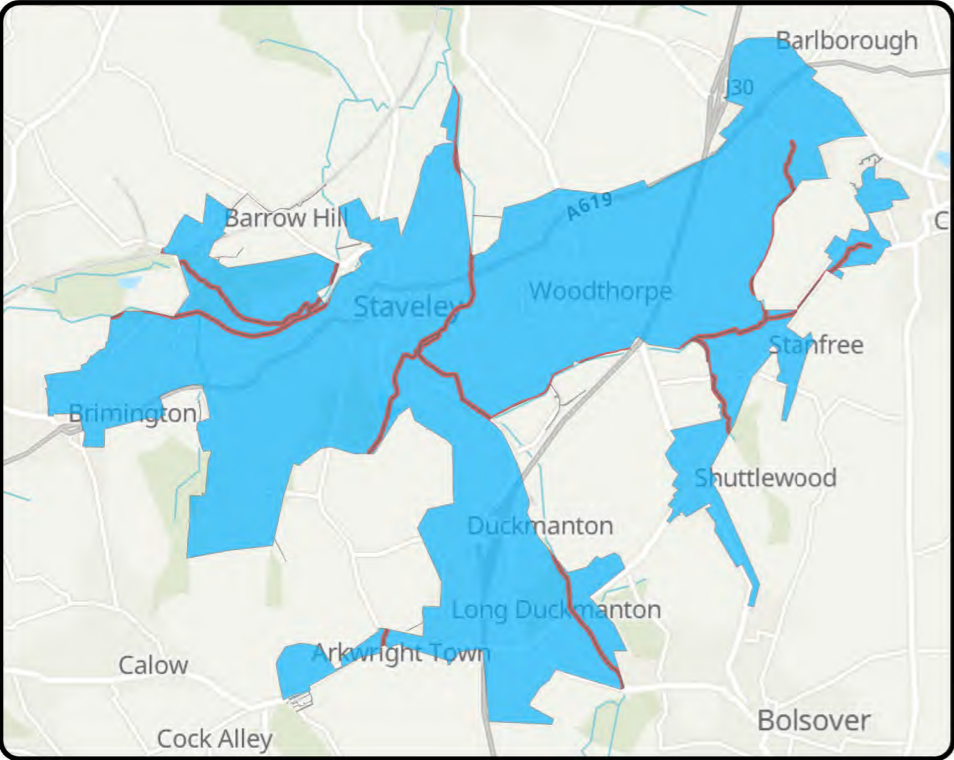 Barlborough
J30
A619
Barrow Hill
C
Woodthorpe
Staveley
Stanfree
Brimington
Shuttlewood
Duckmanton
Long Duckmanton
Arkwright Town
Calow
Bolsover
Cock Alley